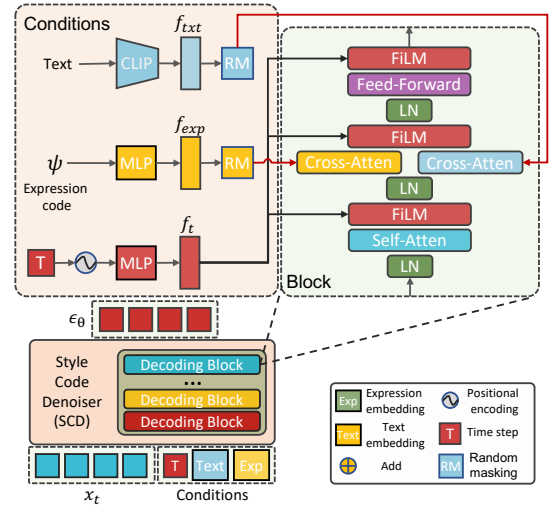 Conditions
f_txt
Text
CLIP
RM
f_exp
ψ
MLP
RM
Expression
code
f_t
T
MLP
FiLM
Feed-Forward
LN
FiLM
Cross-Atten
Cross-Atten
LN
FiLM
Self-Atten
LN
Block
ϵ_θ
Style
Code
Denoiser
(SCD)
Decoding Block
...
Decoding Block
Decoding Block
T
Text
Exp
x_t
Conditions
Exp
Expression
embedding
Positional
encoding
Text
Text
embedding
T
Time step
Add
RM
Random
masking